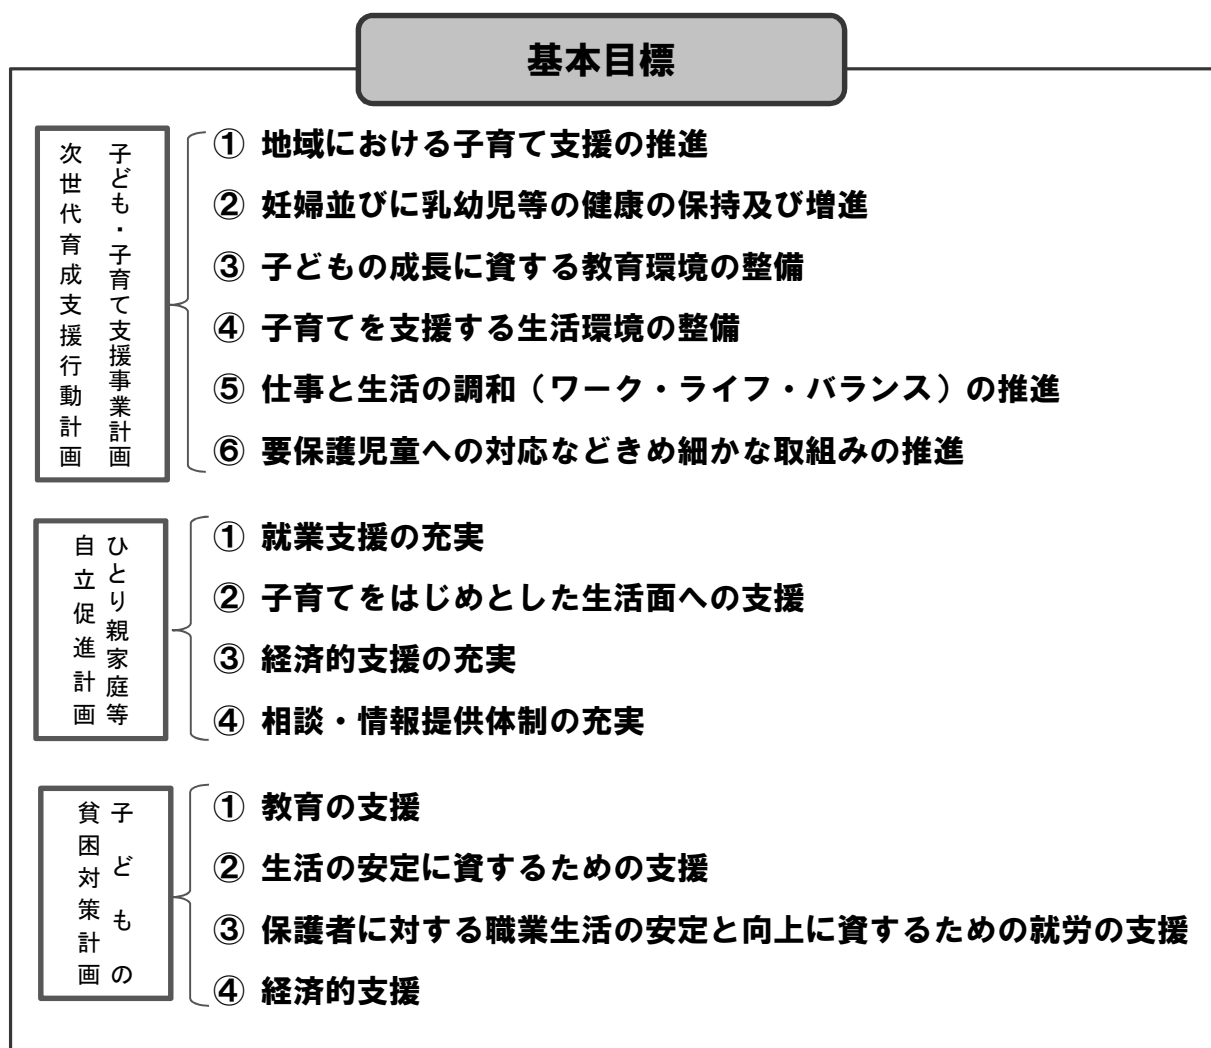 基本目標
子ども・子育て支援事業計画
次世代育成支援行動計画
① 地域における子育て支援の推進
② 妊婦並びに乳幼児等の健康の保持及び増進
③ 子どもの成長に資する教育環境の整備
④ 子育てを支援する生活環境の整備
⑤ 仕事と生活の調和（ワーク・ライフ・バランス）の推進
⑥ 要保護児童への対応などきめ細かな取組みの推進
ひとり親家庭等
自立促進計画
① 就業支援の充実
② 子育てをはじめとした生活面への支援
③ 経済的支援の充実
④ 相談・情報提供体制の充実
子どもの
貧困対策計画
① 教育の支援
② 生活の安定に資するための支援
③ 保護者に対する職業生活の安定と向上に資するための就労の支援
④ 経済的支援